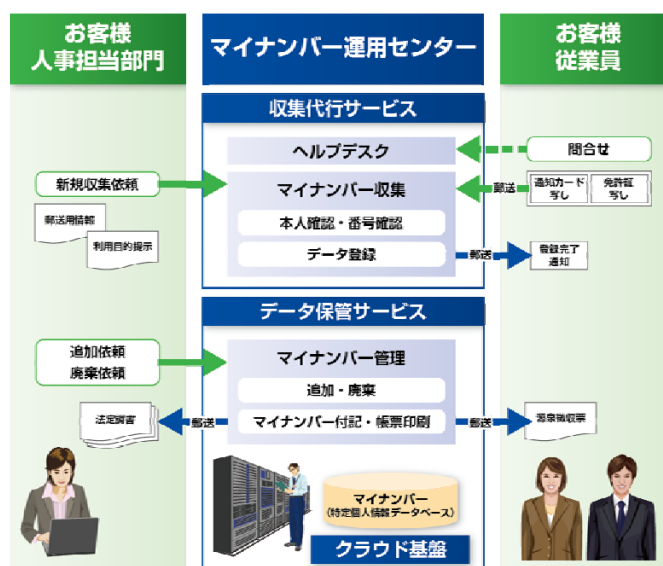 お客様
人事担当部門
マイナンバー運用センター
お客様
従業員
収集代行サービス
ヘルプデスク
問合せ
新規収集依頼
マイナンバー収集
郵送
通知カード
写し
免許証
写し
郵送用情報
利用目的提示
本人確認・番号確認
データ登録
郵送
登録完了
通知
データ保管サービス
追加依頼
廃棄依頼
マイナンバー管理
追加・廃棄
法定調書
郵送
マイナンバー付記・帳票印刷
郵送
源泉徴収票
マイナンバー
(特定個人情報データベース)
クラウド基盤